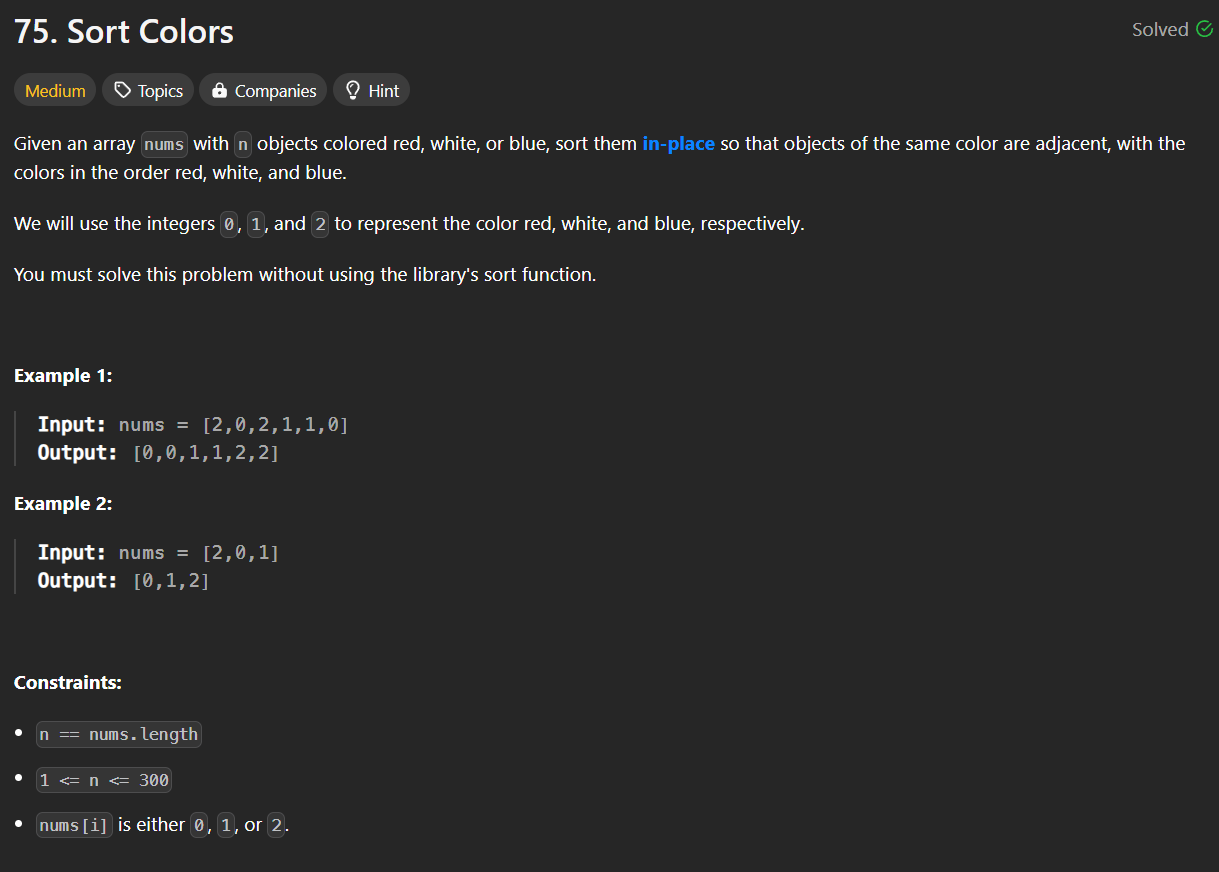 75. Sort Colors
Solved
Medium Topics Companies Hint
Given an array nums with n objects colored red, white, or blue, sort them in-place so that objects of the same color are adjacent, with the
colors in the order red, white, and blue.
We will use the integers 0, 1, and 2 to represent the color red, white, and blue, respectively.
You must solve this problem without using the library's sort function.
Example 1:
Input: nums = [2,0,2,1,1,0]
Output: [0,0,1,1,2,2]
Example 2:
Input: nums = [2,0,1]
Output: [0,1,2]
Constraints:
• n == nums.length
• 1 <= n <= 300
• nums[i] is either 0, 1, or 2.